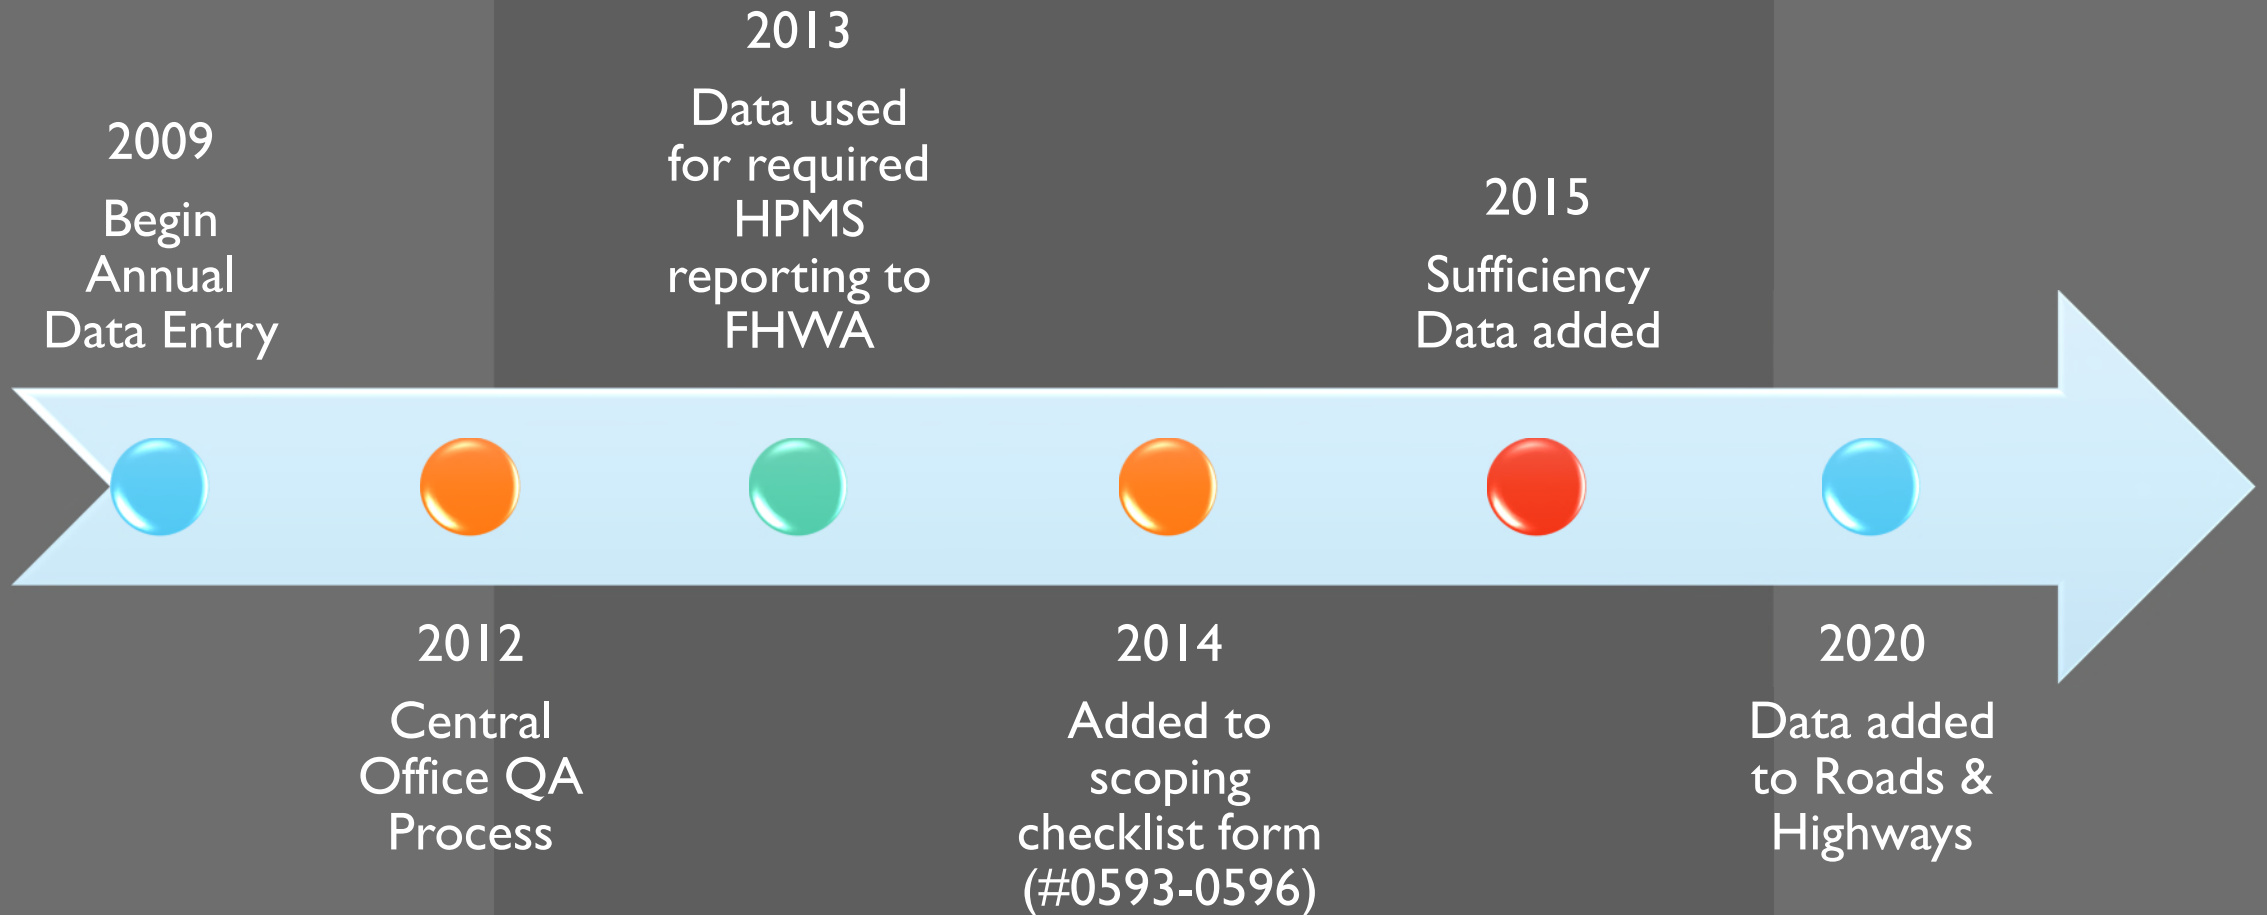 2009
Begin
Annual
Data Entry
2012
Central
Office QA
Process
2013
Data used
for required
HPMS
reporting to
FHWA
2014
Added to
scoping
checklist form
(#0593-0596)
2015
Sufficiency
Data added
2020
Data added
to Roads &
Highways